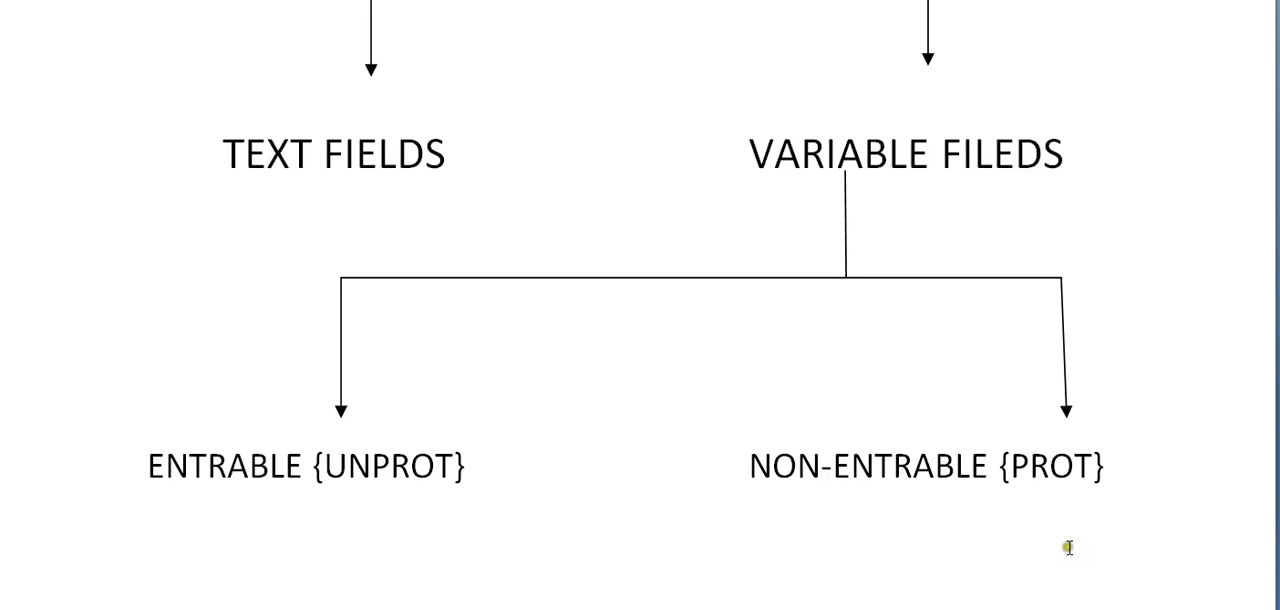 TEXT FIELDS
VARIABLE FILEDS
ENTRABLE {UNPROT}
NON-ENTRABLE {PROT}